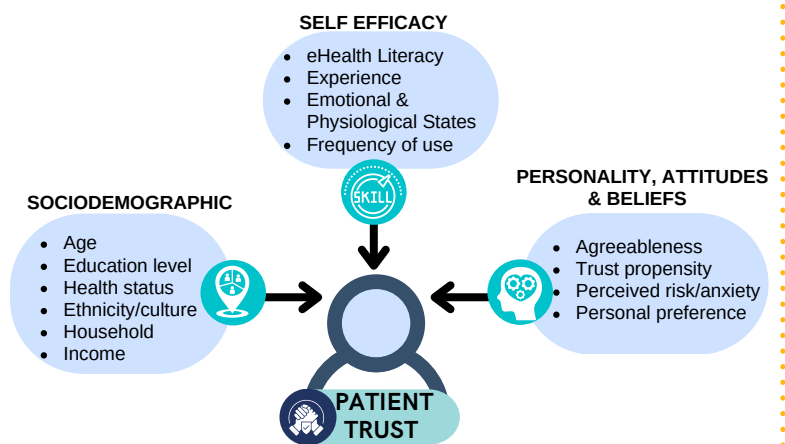 SELF EFFICACY
eHealth Literacy
Experience
Emotional &
Physiological States
Frequency of use
SKILL
SOCIODEMOGRAPHIC
Age
Education level
Health status
Ethnicity/culture
Household
Income
PERSONALITY, ATTITUDES
& BELIEFS
Agreeableness
Trust propensity
Perceived risk/anxiety
Personal preference
PATIENT
TRUST